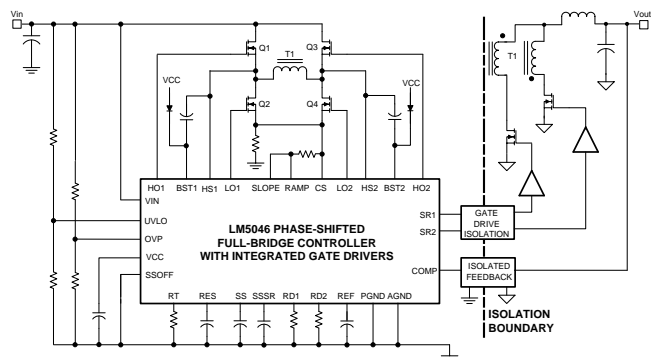 Vin
Vout
Q1
Q3
T1
T1
VCC
VCC
Q2
Q4
HO1
BST1
HS1
LO1
SLOPE
RAMP
CS
LO2
HS2
BST2
HO2
VIN
UVLO
OVP
VCC
SSOFF
LM5046 PHASE-SHIFTED
FULL-BRIDGE CONTROLLER
WITH INTEGRATED GATE DRIVERS
SR1
SR2
COMP
GATE
DRIVE
ISOLATION
ISOLATED
FEEDBACK
RT
RES
SS
SSSR
RD1
RD2
REF
PGND
AGND
ISOLATION
BOUNDARY